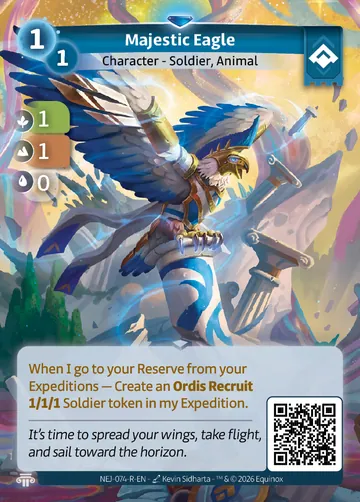 1
1
Majestic Eagle
Character - Soldier, Animal
1
1
0
When I go to your Reserve from your
Expeditions — Create an Ordis Recruit
1/1/1 Soldier token in my Expedition.
It's time to spread your wings, take flight,
and sail toward the horizon.
NEJ-074-R-EN - Kevin Sidharta - ™ & © 2026 Equinox